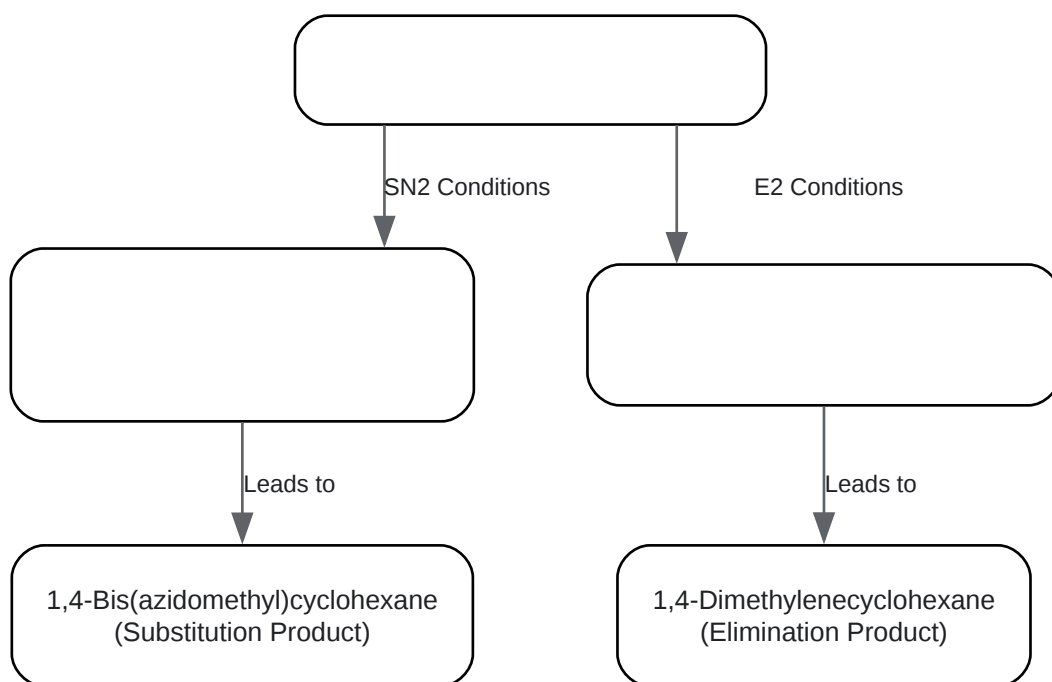 SN2 Conditions
E2 Conditions
Leads to
Leads to
1,4-Bis(azidomethyl)cyclohexane
(Substitution Product)
1,4-Dimethylenecyclohexane
(Elimination Product)